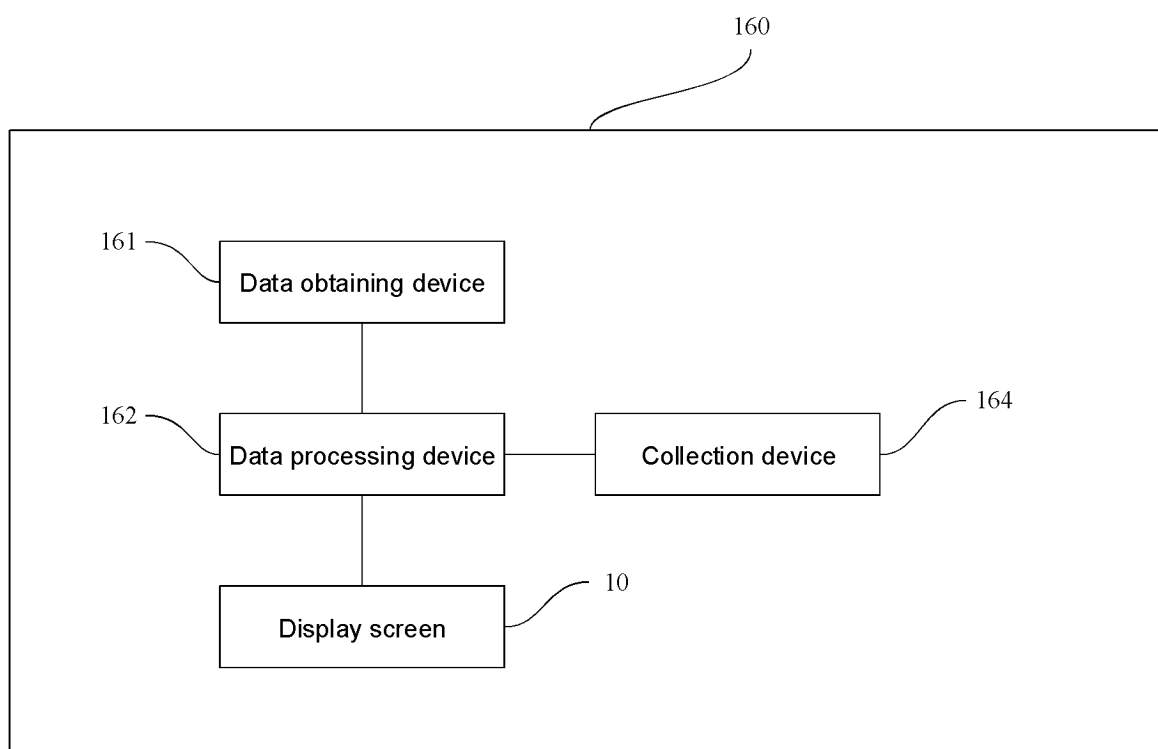 160
161
Data obtaining device
162
Data processing device
Collection device
164
Display screen
10